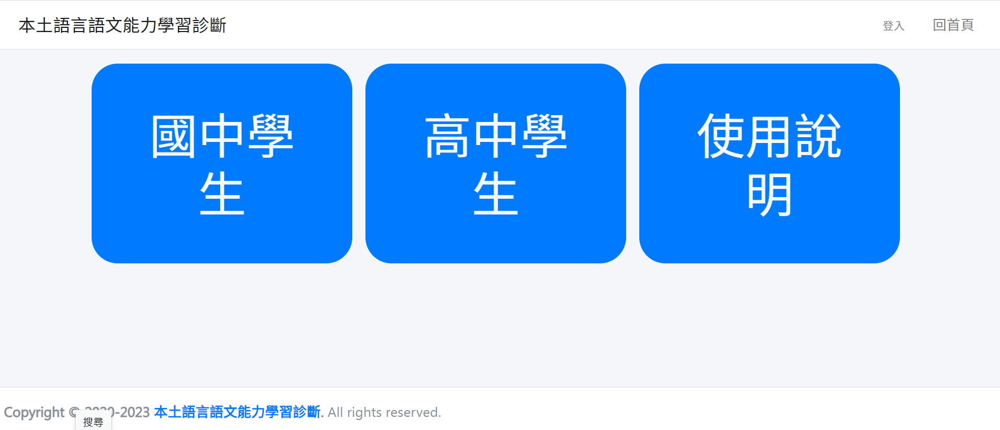 本土語言語文能力學習診斷
登入
回首頁
國中學
生
高中學
生
使用說
明
Copyright © 2020-2023 本土語言語文能力學習診斷. All rights reserved.
搜尋